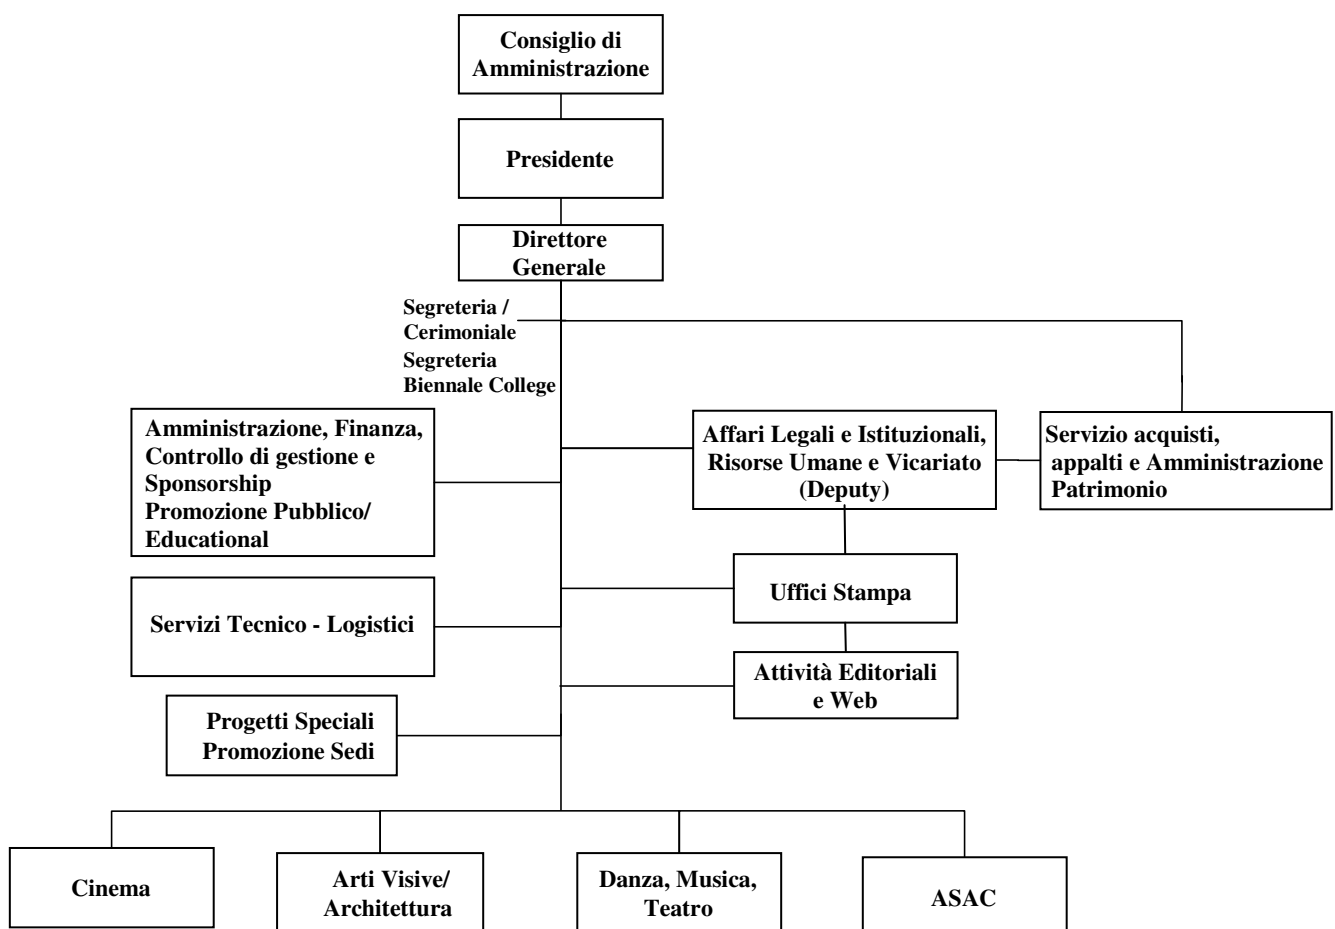 Consiglio di
Amministrazione
Presidente
Direttore
Generale
Segreteria /
Cerimoniale
Segreteria
Biennale College
Amministrazione, Finanza,
Controllo di gestione e
Sponsorship
Promozione Pubblico/
Educational
Affari Legali e Istituzionali,
Risorse Umane e Vicariato
(Deputy)
Servizio acquisti,
appalti e Amministrazione
Patrimonio
Uffici Stampa
Servizi Tecnico - Logistici
Attività Editoriali
e Web
Progetti Speciali
Promozione Sedi
Cinema
Arti Visive/
Architettura
Danza, Musica,
Teatro
ASAC